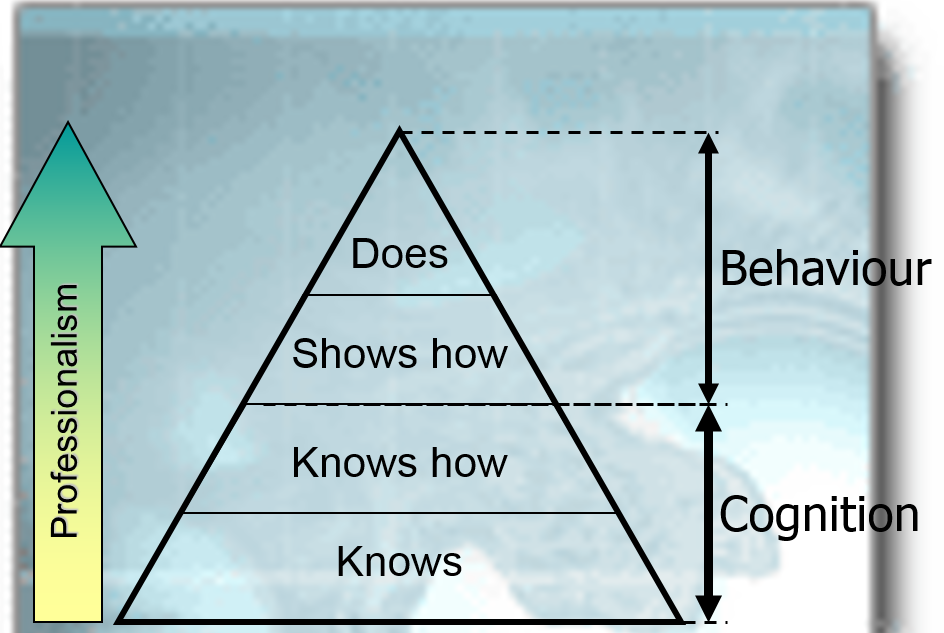 Does
Behaviour
Shows how
Professionalism
Knows how
Cognition
Knows